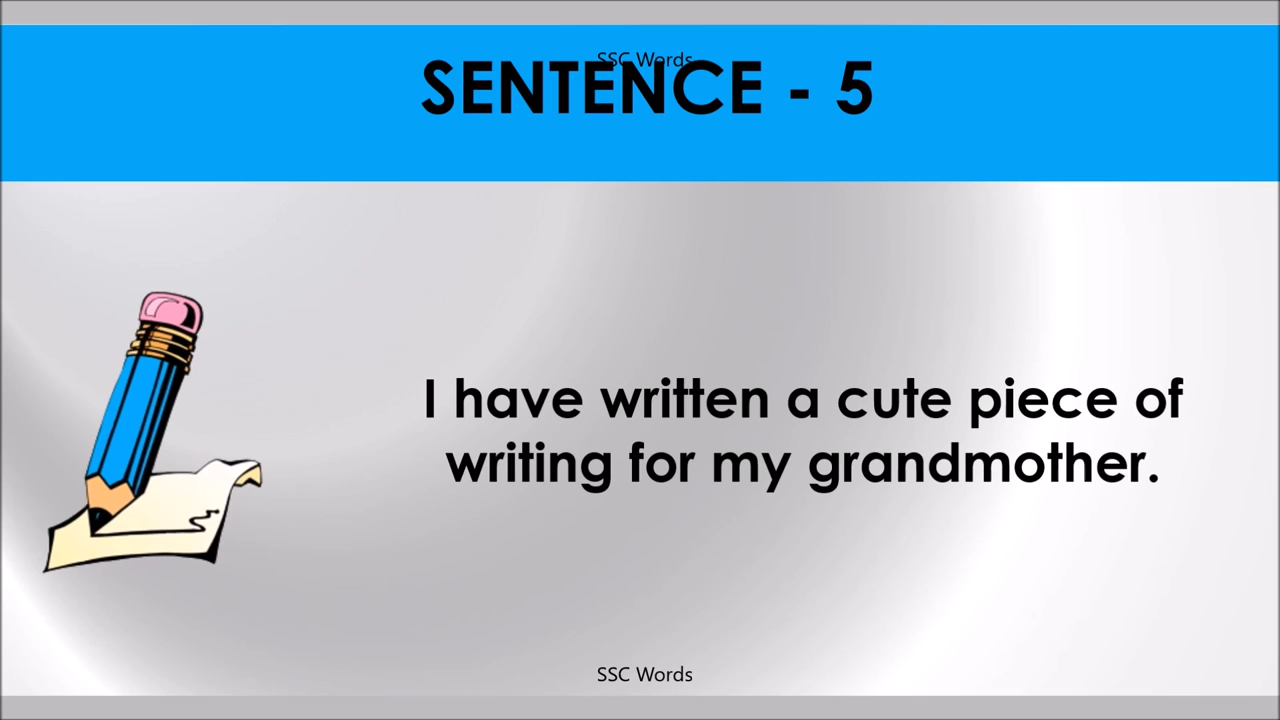 SSC Words
SENTENCE - 5
I have written a cute piece of
writing for my grandmother.
SSC Words